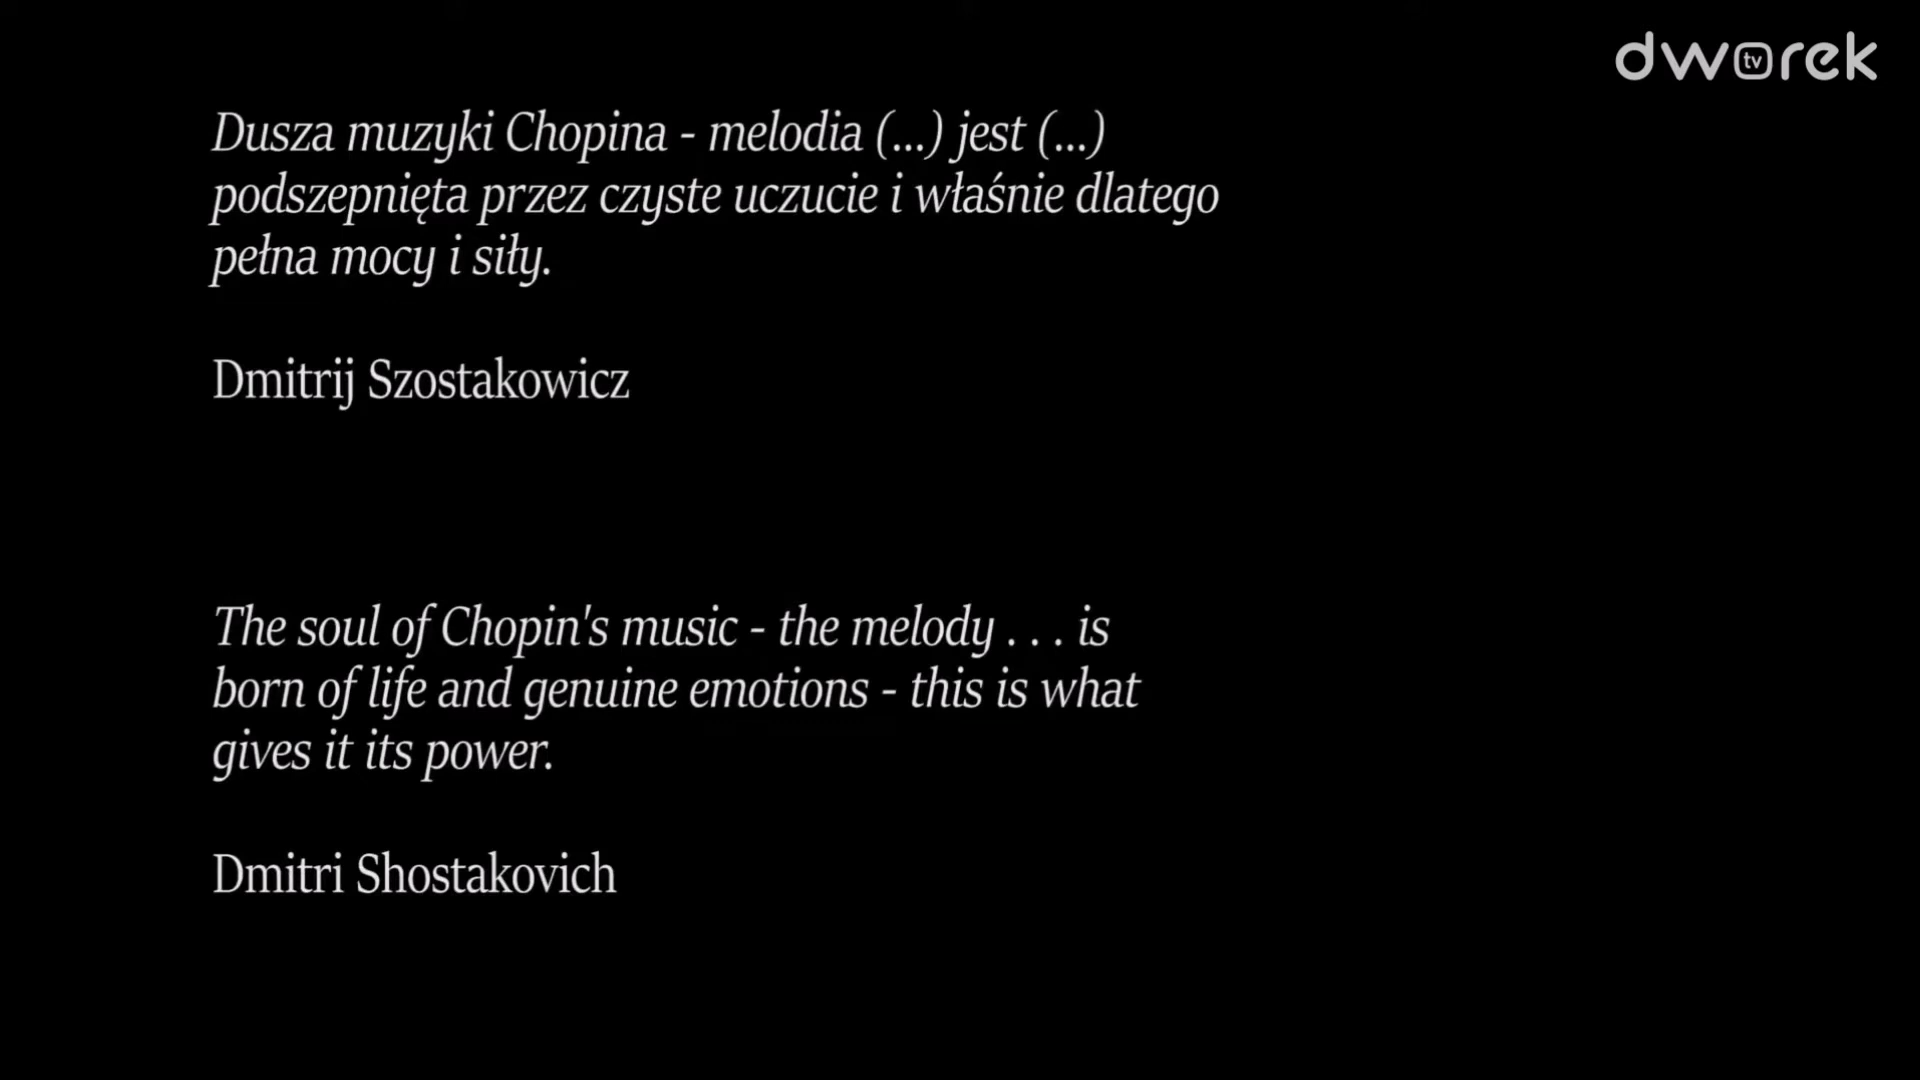 dworek
tv
Dusza muzyki Chopina - melodia (...) jest (...)
podszepnięta przez czyste uczucie i właśnie dlatego
pełna mocy i siły.
Dmitrij Szostakowicz
The soul of Chopin's music - the melody . . . is
born of life and genuine emotions - this is what
gives it its power.
Dmitri Shostakovich